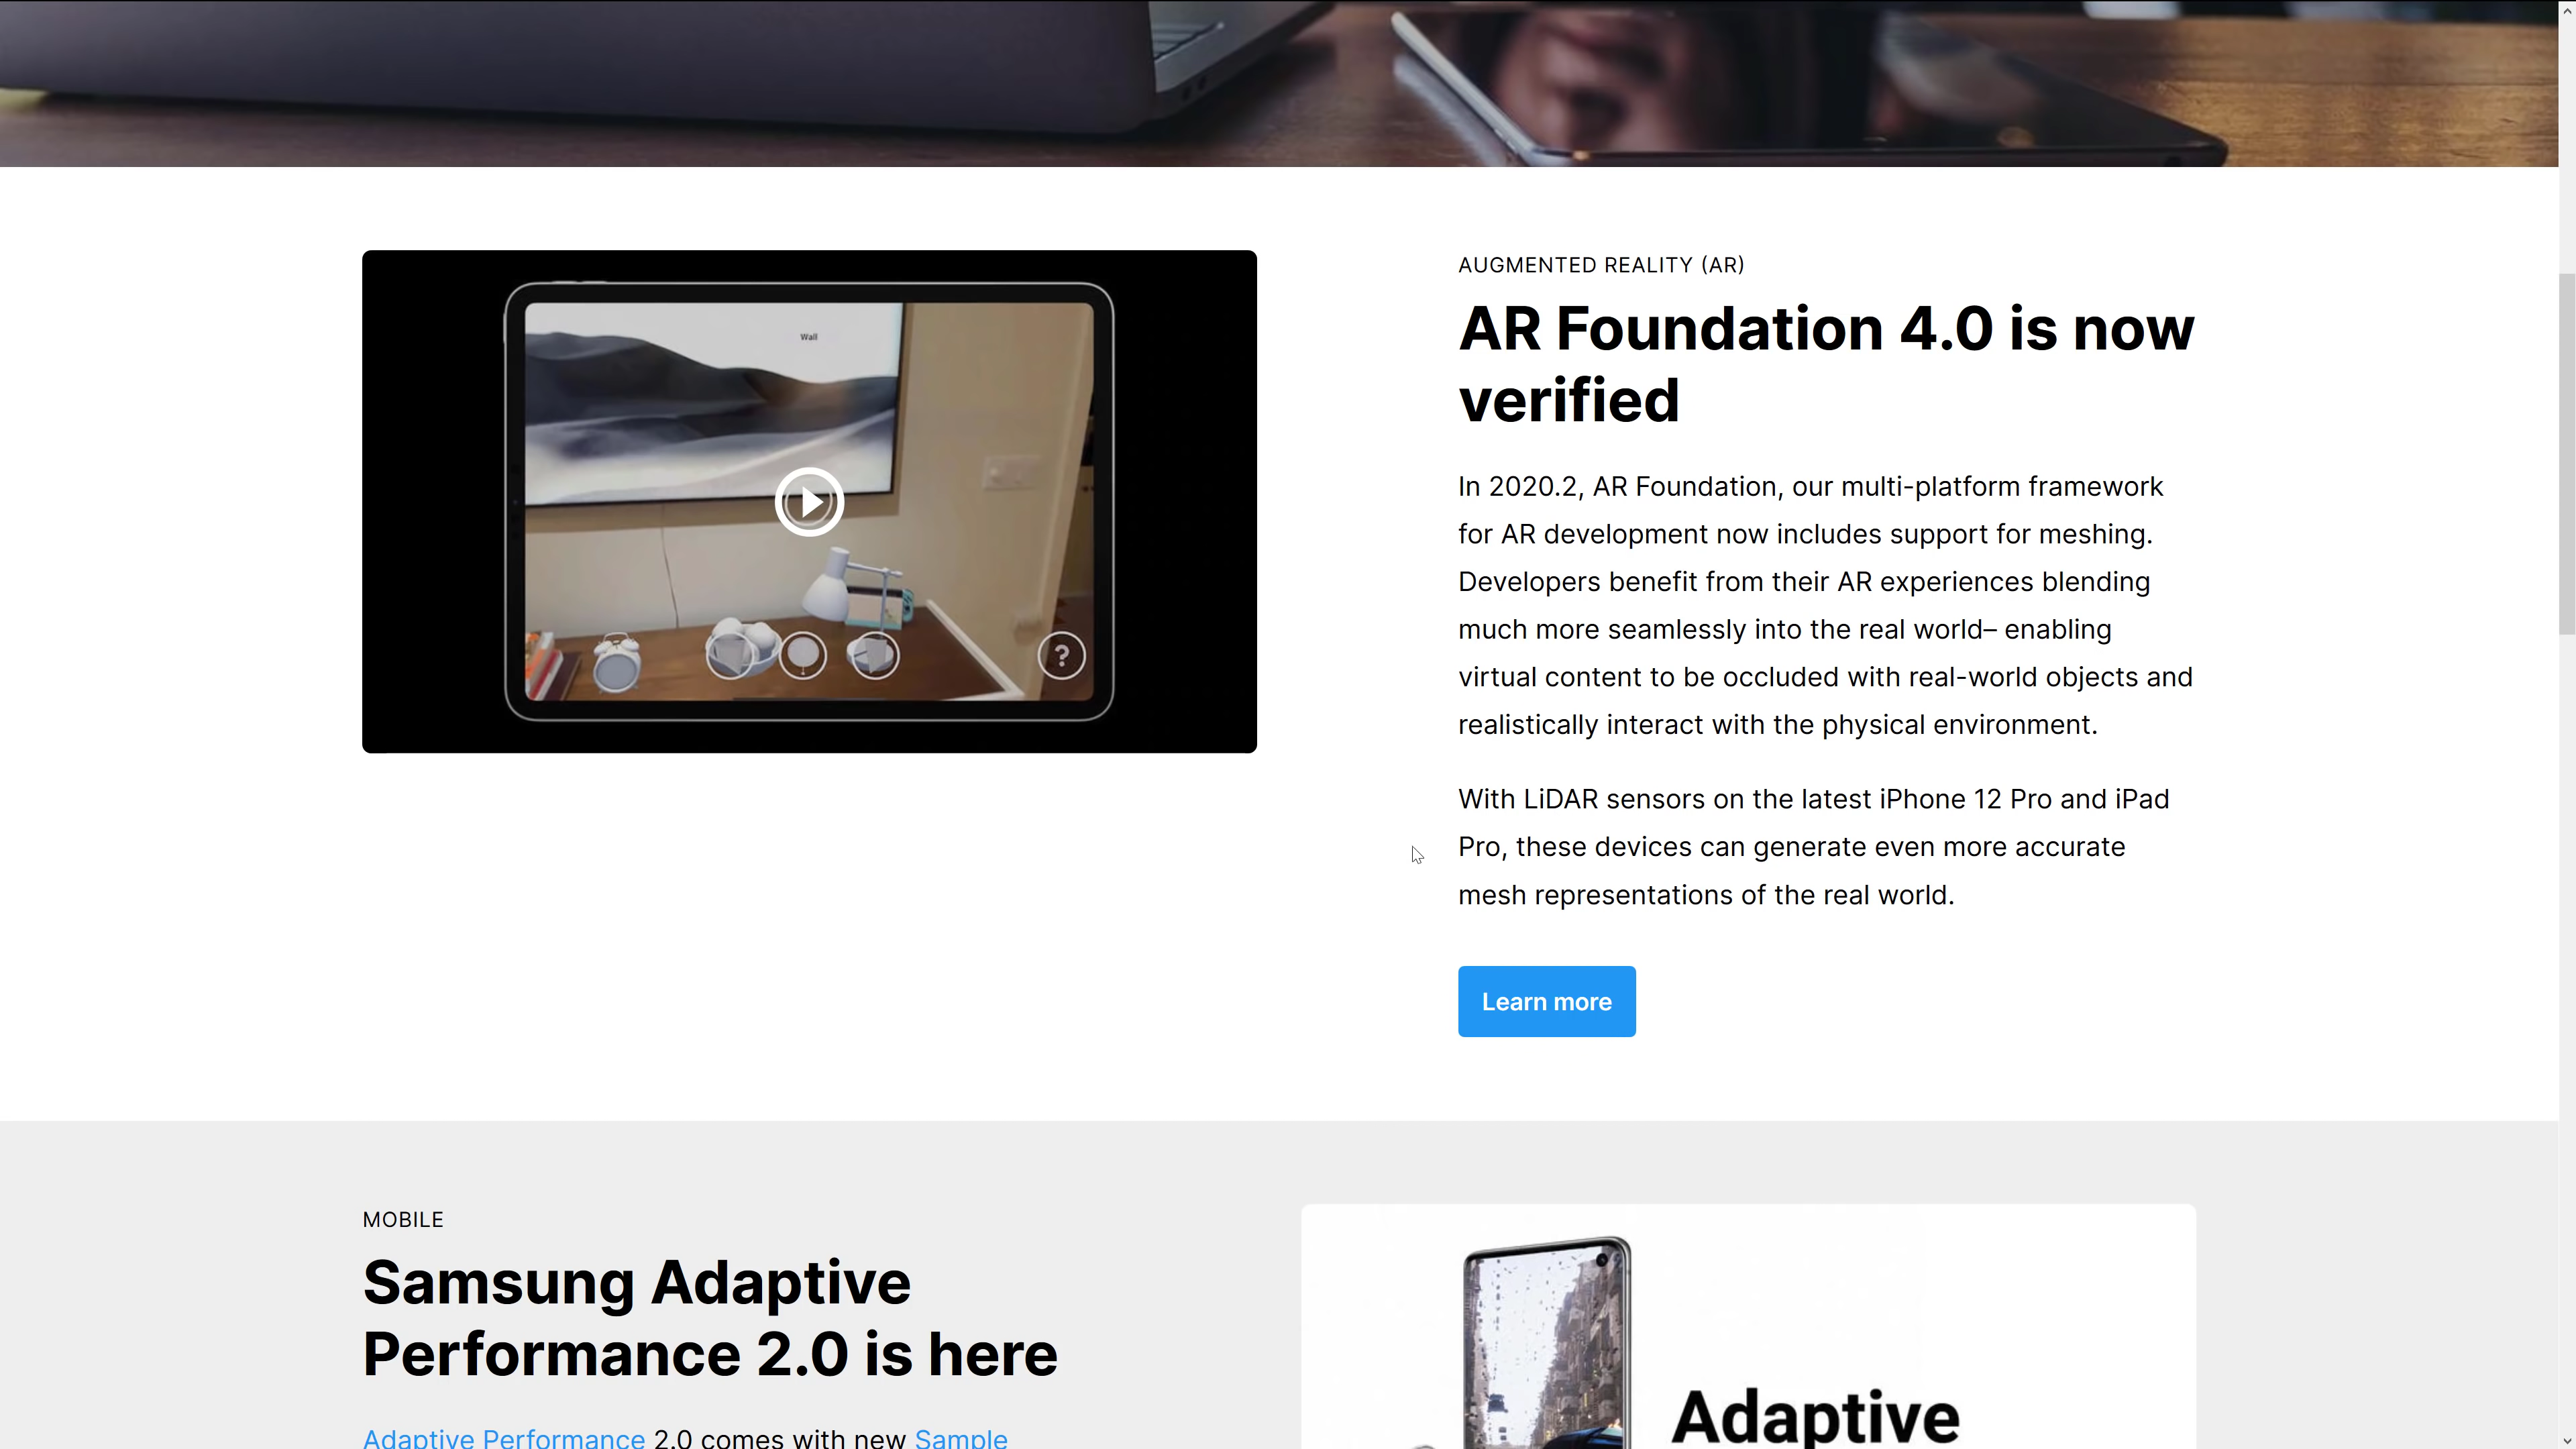 Wall
?
AUGMENTED REALITY (AR)
AR Foundation 4.0 is now
verified
In 2020.2, AR Foundation, our multi-platform framework
for AR development now includes support for meshing.
Developers benefit from their AR experiences blending
much more seamlessly into the real world– enabling
virtual content to be occluded with real-world objects and
realistically interact with the physical environment.
With LiDAR sensors on the latest iPhone 12 Pro and iPad
Pro, these devices can generate even more accurate
mesh representations of the real world.
Learn more
MOBILE
Samsung Adaptive
Performance 2.0 is here
Adaptive Performance 2.0 comes with new Sample
Adaptive